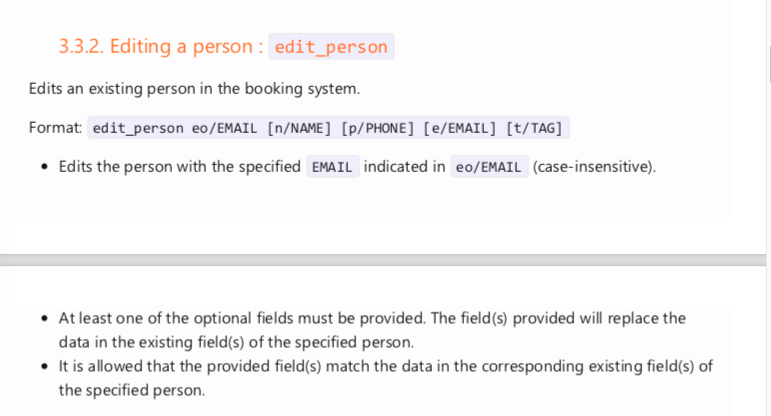 3.3.2. Editing a person : edit_person
Edits an existing person in the booking system.
Format: edit_person eo/EMAIL [n/NAME] [p/PHONE] [e/EMAIL] [t/TAG]
• Edits the person with the specified EMAIL indicated in eo/EMAIL (case-insensitive).
• At least one of the optional fields must be provided. The field(s) provided will replace the
data in the existing field(s) of the specified person.
• It is allowed that the provided field(s) match the data in the corresponding existing field(s) of
the specified person.